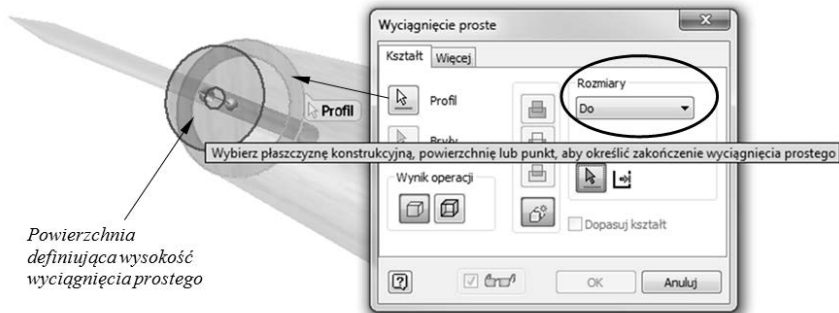 Wyciągnięcie proste
Kształt Więcej
Profil
Rozmiary
Do
Profil
Bryły
Wybierz płaszczyznę konstrukcyjną, powierzchnię lub punkt, aby określić zakończenie wyciągnięcia prostego
Wynik operacji
Dopasuj kształt
Powierzchnia
definiująca wysokość
wyciągnięcia prostego
OK Anuluj